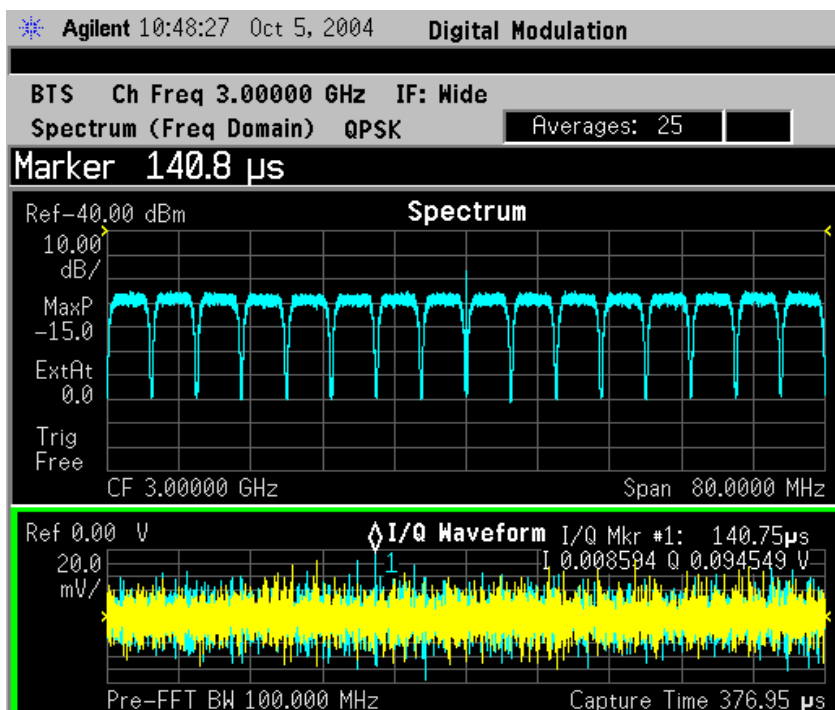 Agilent 10:48:27 Oct 5, 2004 Digital Modulation
BTS Ch Freq 3.00000 GHz IF: Wide
Spectrum (Freq Domain) QPSK Averages: 25
Marker 140.8 µs
Ref-40.00 dBm Spectrum
10.00
dB/
MaxP
-15.0
ExtAt
0.0
Trig
Free
CF 3.00000 GHz Span 80.0000 MHz
Ref 0.00 V I/Q Waveform I/Q Mkr #1: 140.75µs
20.0 1 I 0.008594 Q 0.094549 V
mV/
Pre-FFT BW 100.000 MHz Capture Time 376.95 µs